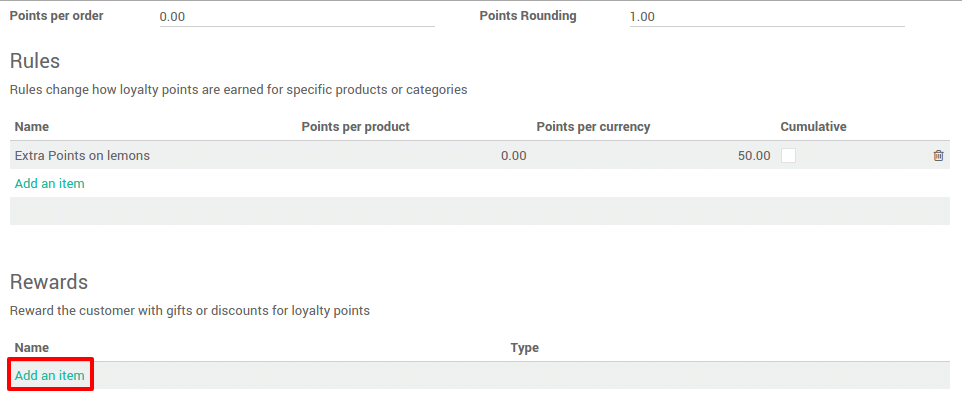 Points per order 0.00 Points Rounding 1.00
Rules
Rules change how loyalty points are earned for specific products or categories
Name Points per product Points per currency Cumulative
Extra Points on lemons 0.00 50.00
Add an item
Rewards
Reward the customer with gifts or discounts for loyalty points
Name Type
Add an item